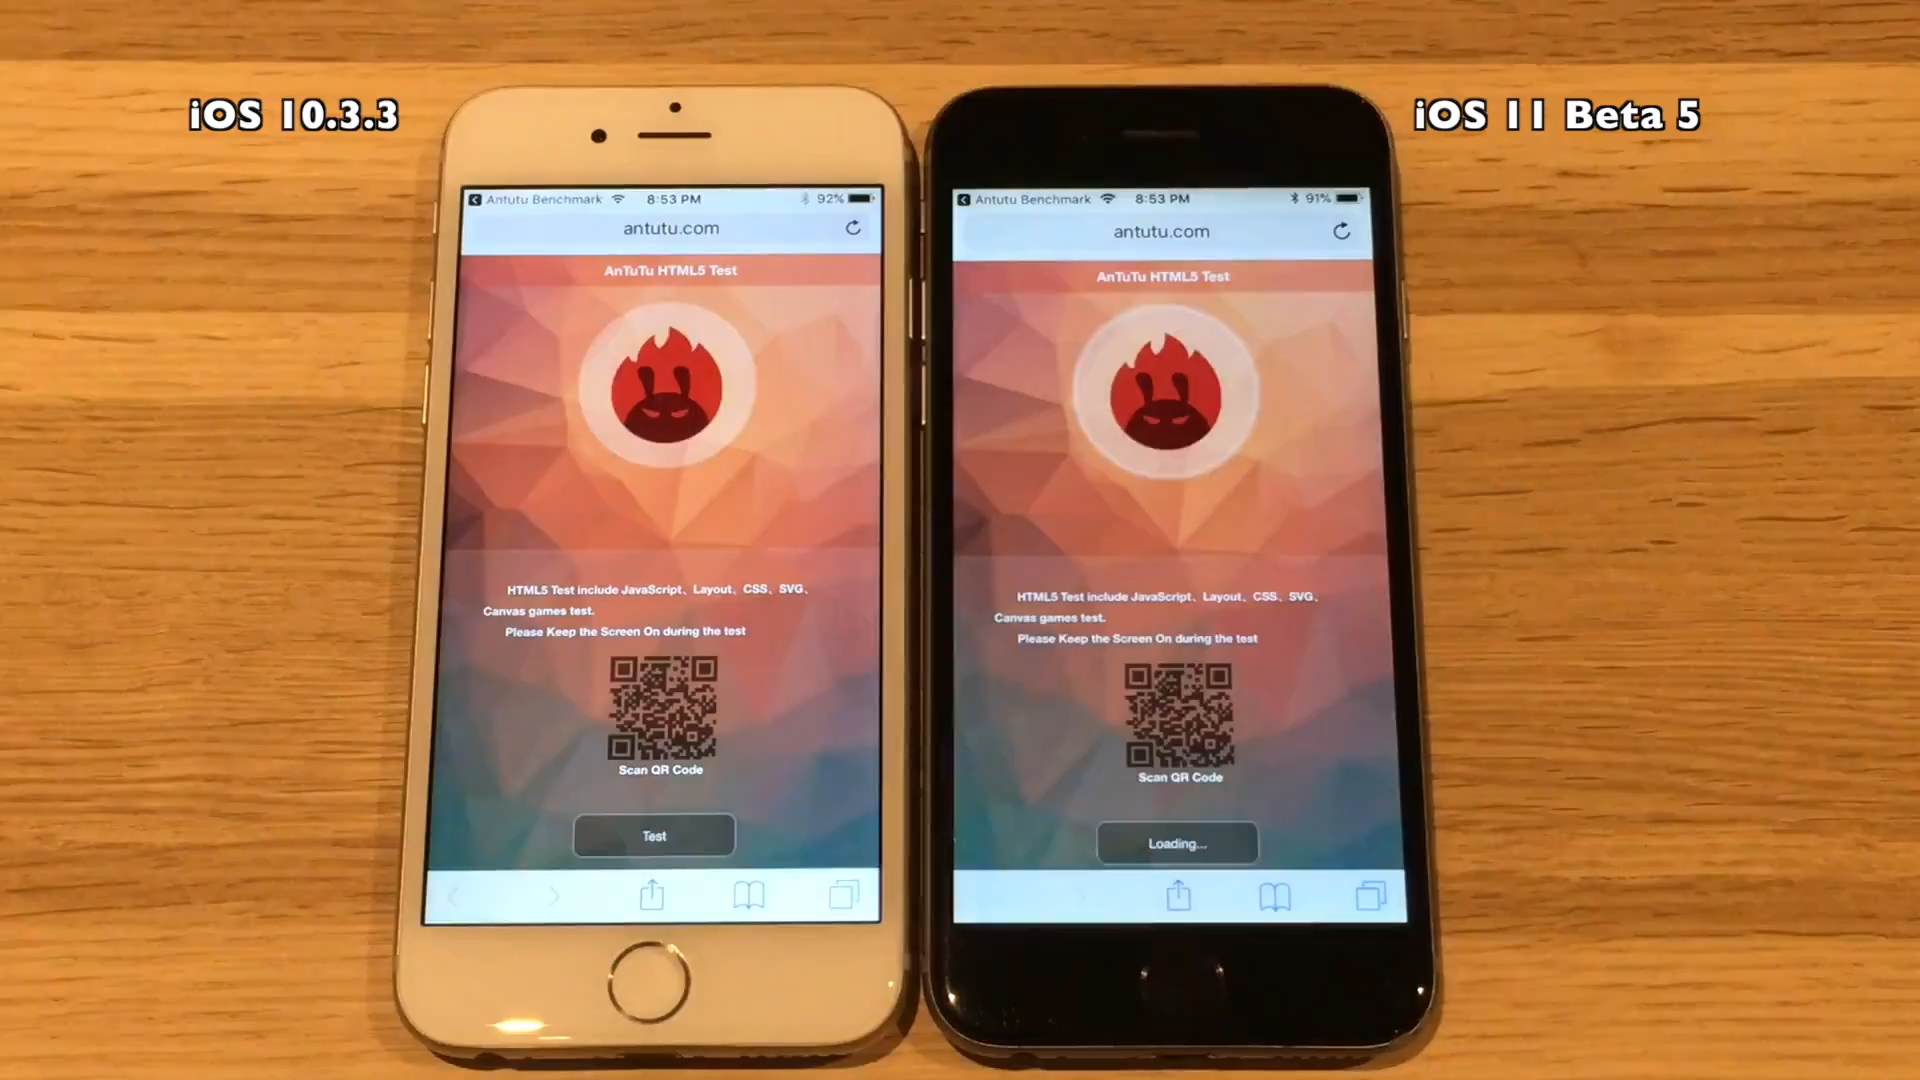 iOS 10.3.3
iOS 11 Beta 5
Antutu Benchmark 8:53 PM 92%
antutu.com
AnTuTu HTML5 Test
HTML5 Test include JavaScript、Layout、CSS、SVG、
Canvas games test.
Please Keep the Screen On during the test
Scan QR Code
Test
Antutu Benchmark 8:53 PM 91%
antutu.com
AnTuTu HTML5 Test
HTML5 Test include JavaScript、Layout、CSS、SVG、
Canvas games test.
Please Keep the Screen On during the test
Scan QR Code
Loading...